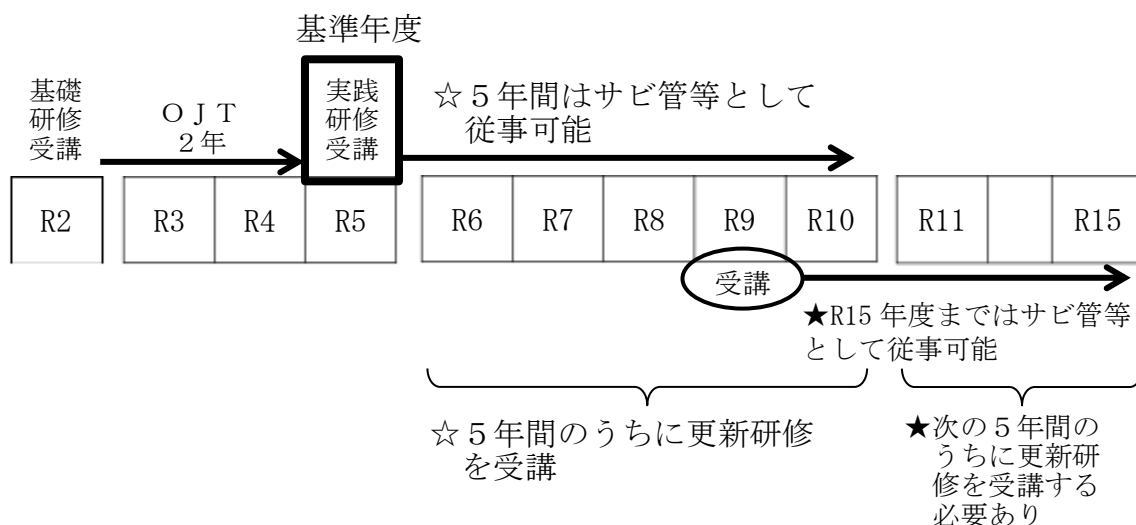 基準年度
基礎
研修
受講
ＯＪＴ
２年
実践
研修
受講
☆５年間はサビ管等として
従事可能
R2
R3
R4
R5
R6
R7
R8
R9
R10
R11
R15
受講
★R15 年度まではサビ管等
として従事可能
☆５年間のうちに更新研修
を受講
★次の５年間の
うちに更新研
修を受講する
必要あり